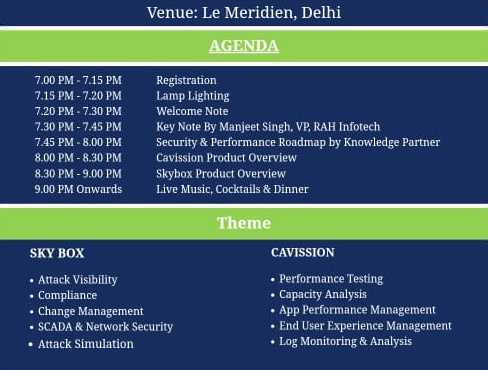 Venue: Le Meridien, Delhi
AGENDA
7.00 PM - 7.15 PM Registration
7.15 PM - 7.20 PM Lamp Lighting
7.20 PM - 7.30 PM Welcome Note
7.30 PM - 7.45 PM Key Note By Manjeet Singh, VP, RAH Infotech
7.45 PM - 8.00 PM Security & Performance Roadmap by Knowledge Partner
8.00 PM - 8.30 PM Cavission Product Overview
8.30 PM - 9.00 PM Skybox Product Overview
9.00 PM Onwards Live Music, Cocktails & Dinner
Theme
SKY BOX
• Attack Visibility
• Compliance
• Change Management
• SCADA & Network Security
• Attack Simulation
CAVISSION
• Performance Testing
• Capacity Analysis
• App Performance Management
• End User Experience Management
• Log Monitoring & Analysis